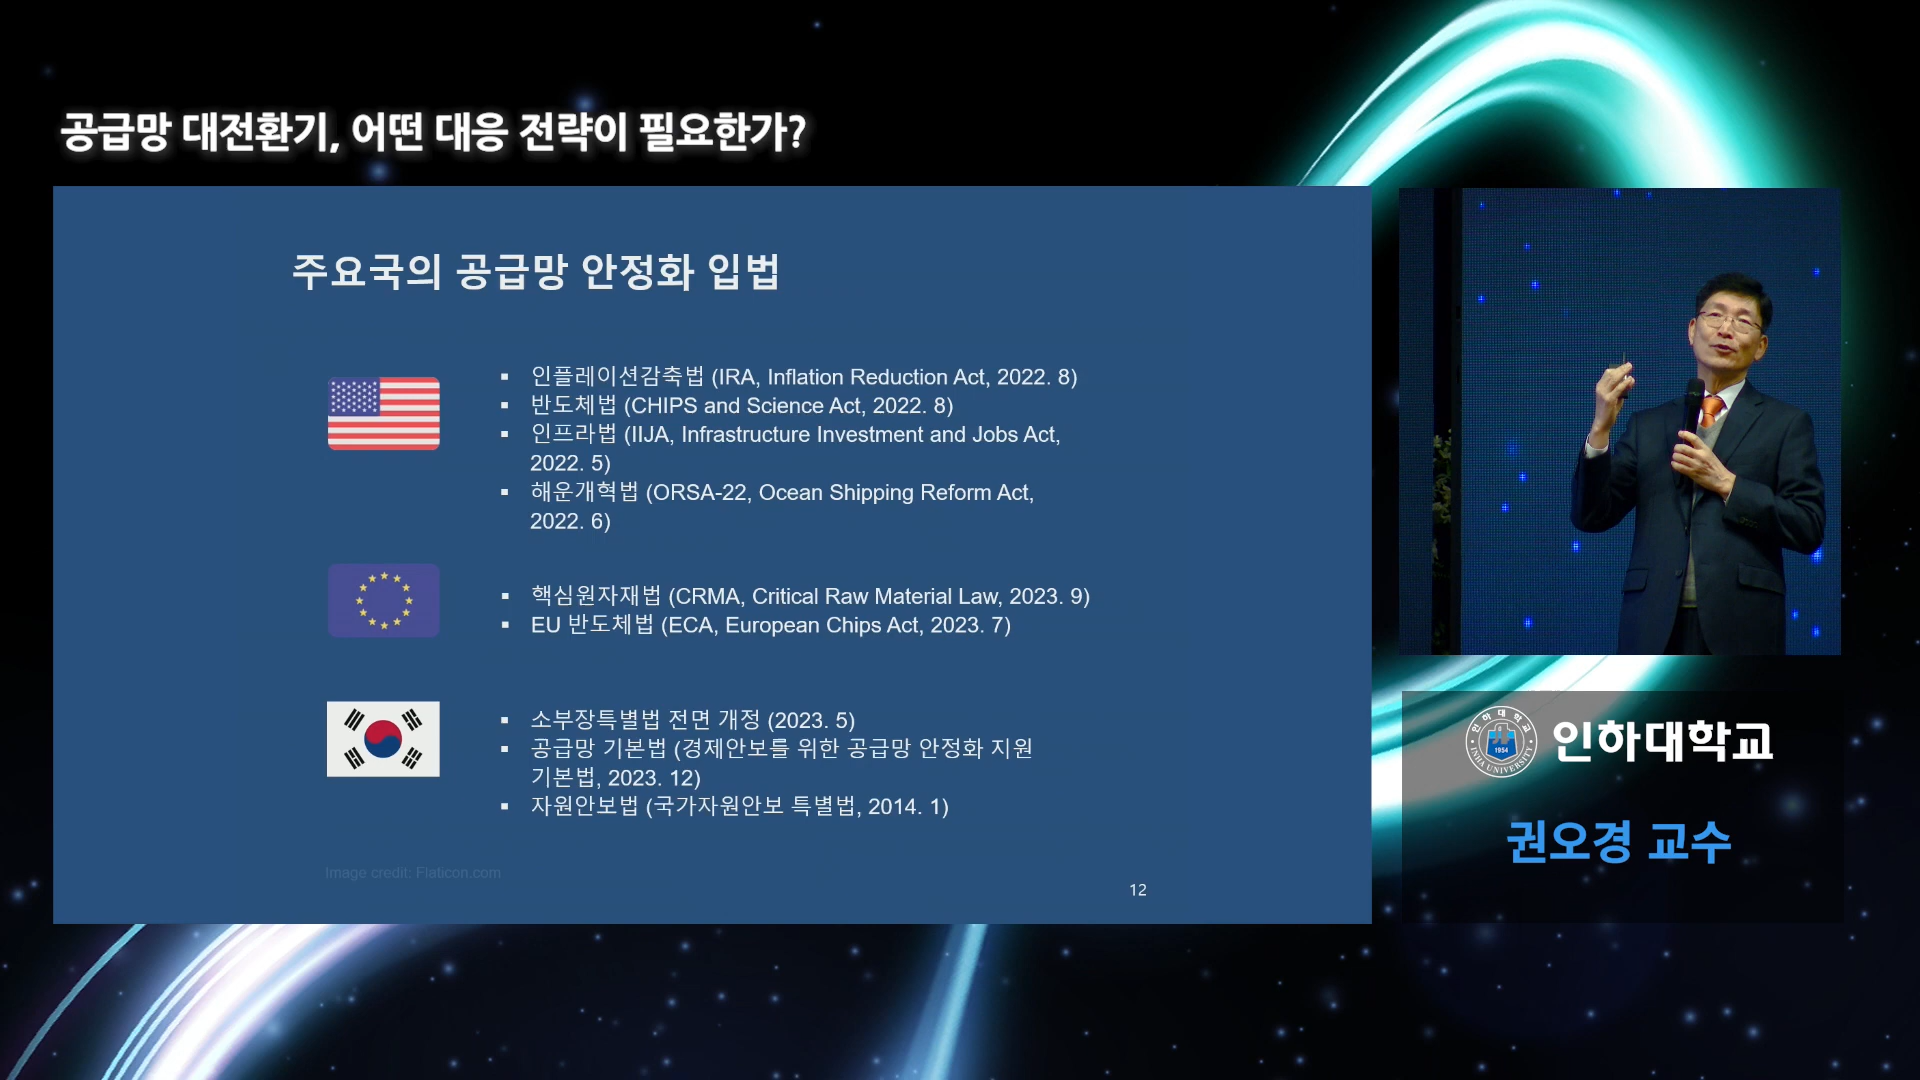 공급망 대전환기, 어떤 대응 전략이 필요한가?
주요국의 공급망 안정화 입법
▪ 인플레이션감축법 (IRA, Inflation Reduction Act, 2022. 8)
▪ 반도체법 (CHIPS and Science Act, 2022. 8)
▪ 인프라법 (IIJA, Infrastructure Investment and Jobs Act,
2022. 5)
▪ 해운개혁법 (ORSA-22, Ocean Shipping Reform Act,
2022. 6)
▪ 핵심원자재법 (CRMA, Critical Raw Material Law, 2023. 9)
▪ EU 반도체법 (ECA, European Chips Act, 2023. 7)
▪ 소부장특별법 전면 개정 (2023. 5)
▪ 공급망 기본법 (경제안보를 위한 공급망 안정화 지원
기본법, 2023. 12)
▪ 자원안보법 (국가자원안보 특별법, 2014. 1)
Image credit: Flaticon.com
12
인하대학교
1954
INHA UNIVERSITY
인하대학교
권오경 교수